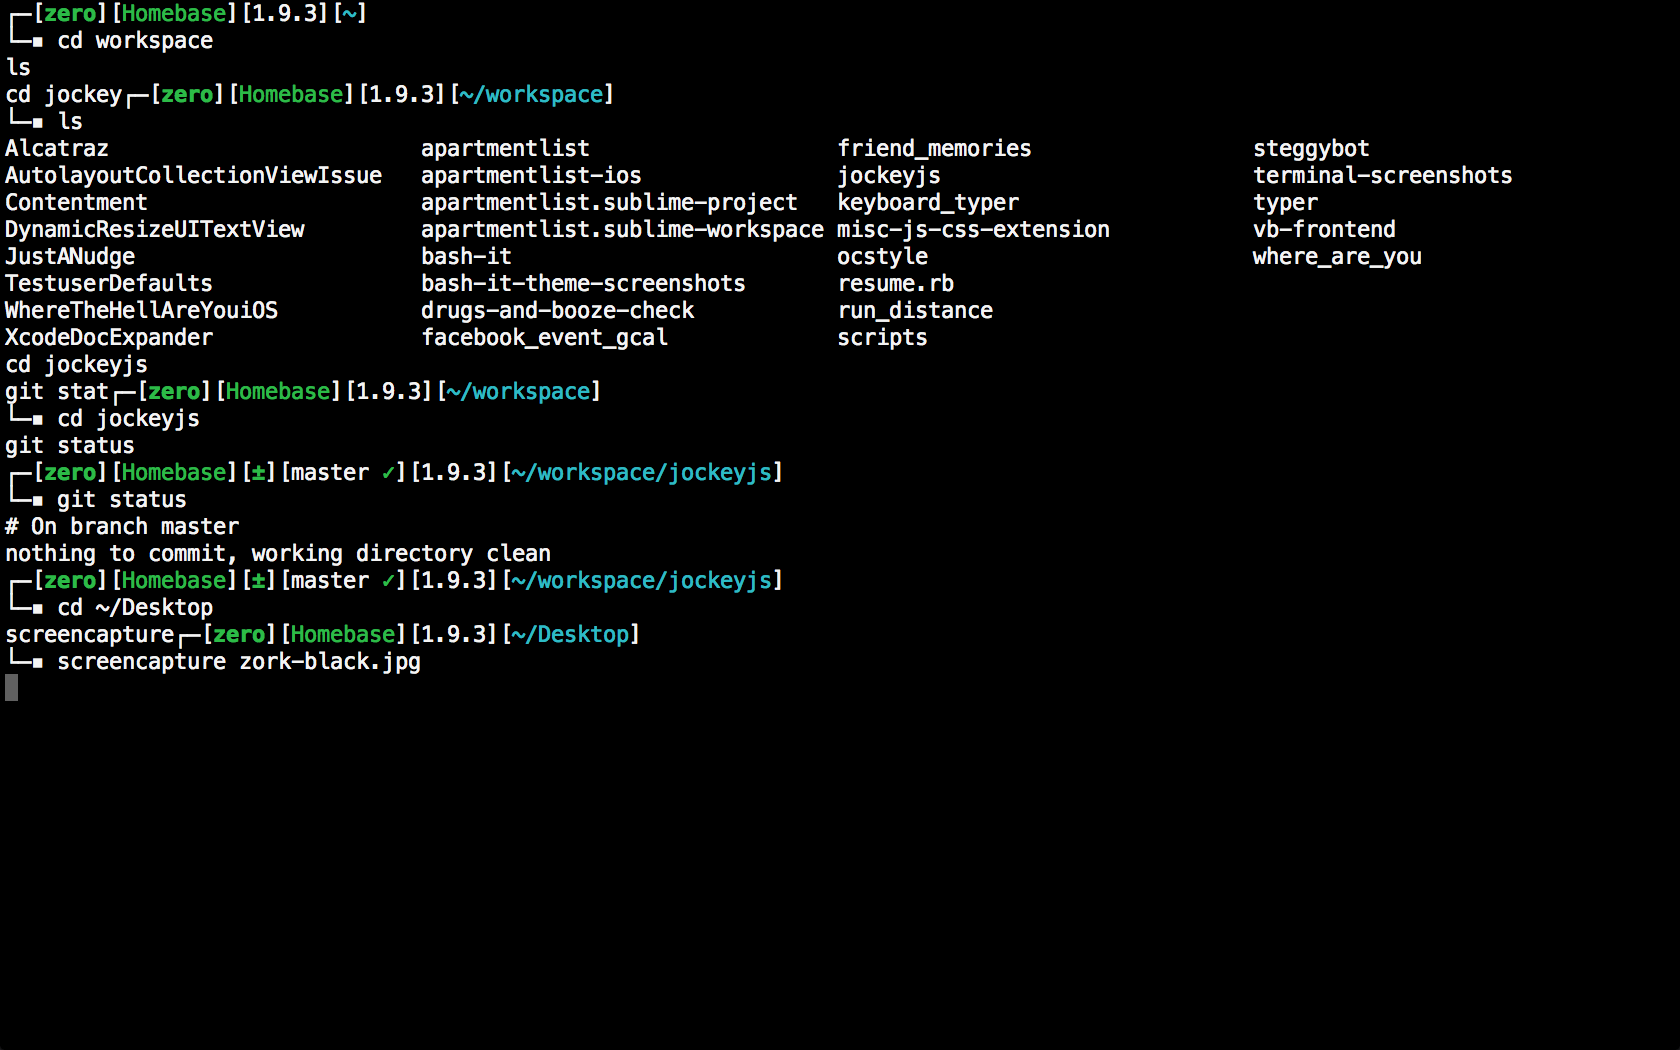 ┌─[zero][Homebase][1.9.3][~]
└─▪ cd workspace
ls
cd jockey┌─[zero][Homebase][1.9.3][~/workspace]
└─▪ ls
Alcatraz                        apartmentlist                   friend_memories                 steggybot
AutolayoutCollectionViewIssue   apartmentlist-ios               jockeyjs                        terminal-screenshots
Contentment                     apartmentlist.sublime-project   keyboard_typer                  typer
DynamicResizeUITextView         apartmentlist.sublime-workspace misc-js-css-extension           vb-frontend
JustANudge                      bash-it                         ocstyle                         where_are_you
TestuserDefaults                bash-it-theme-screenshots       resume.rb
WhereTheHellAreYouiOS           drugs-and-booze-check           run_distance
XcodeDocExpander                facebook_event_gcal             scripts
cd jockeyjs
git stat┌─[zero][Homebase][1.9.3][~/workspace]
└─▪ cd jockeyjs
git status
┌─[zero][Homebase][±][master ✓][1.9.3][~/workspace/jockeyjs]
└─▪ git status
# On branch master
nothing to commit, working directory clean
┌─[zero][Homebase][±][master ✓][1.9.3][~/workspace/jockeyjs]
└─▪ cd ~/Desktop
screencapture┌─[zero][Homebase][1.9.3][~/Desktop]
└─▪ screencapture zork-black.jpg